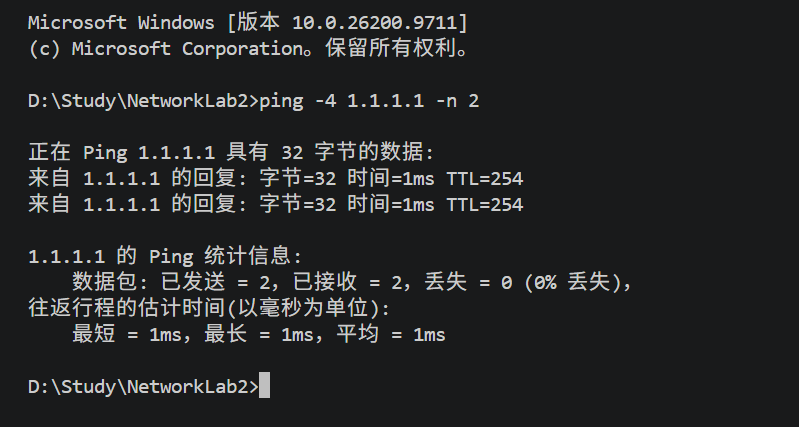 Microsoft Windows [版本 10.0.26200.9711]
(c) Microsoft Corporation。保留所有权利。
D:\Study\NetworkLab2>ping -4 1.1.1.1 -n 2
正在 Ping 1.1.1.1 具有 32 字节的数据:
来自 1.1.1.1 的回复: 字节=32 时间=1ms TTL=254
来自 1.1.1.1 的回复: 字节=32 时间=1ms TTL=254
1.1.1.1 的 Ping 统计信息:
    数据包: 已发送 = 2，已接收 = 2，丢失 = 0 (0% 丢失)，
往返行程的估计时间(以毫秒为单位):
    最短 = 1ms，最长 = 1ms，平均 = 1ms
D:\Study\NetworkLab2>